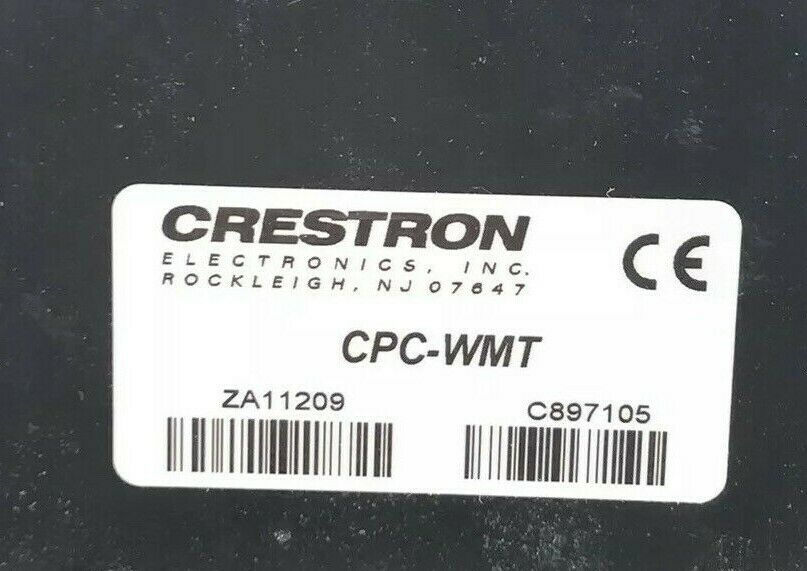 CRESTRON
ELECTRONICS, INC.
ROCKLEIGH, NJ 07647
CE
CPC-WMT
ZA11209
C897105